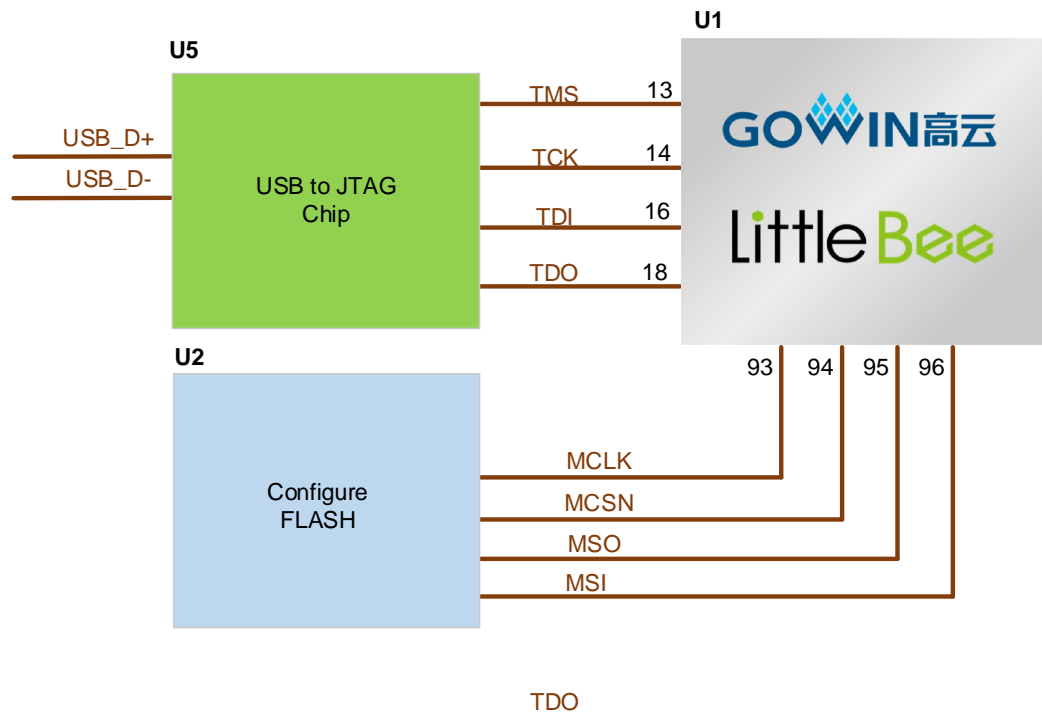 U1
U5
TMS 13
USB_D+
TCK 14
USB_D-
USB to JTAG
Chip
TDI 16
TDO 18
GOWIN高云
LittleBee
U2
93 94 95 96
MCLK
Configure
FLASH
MCSN
MSO
MSI
TDO